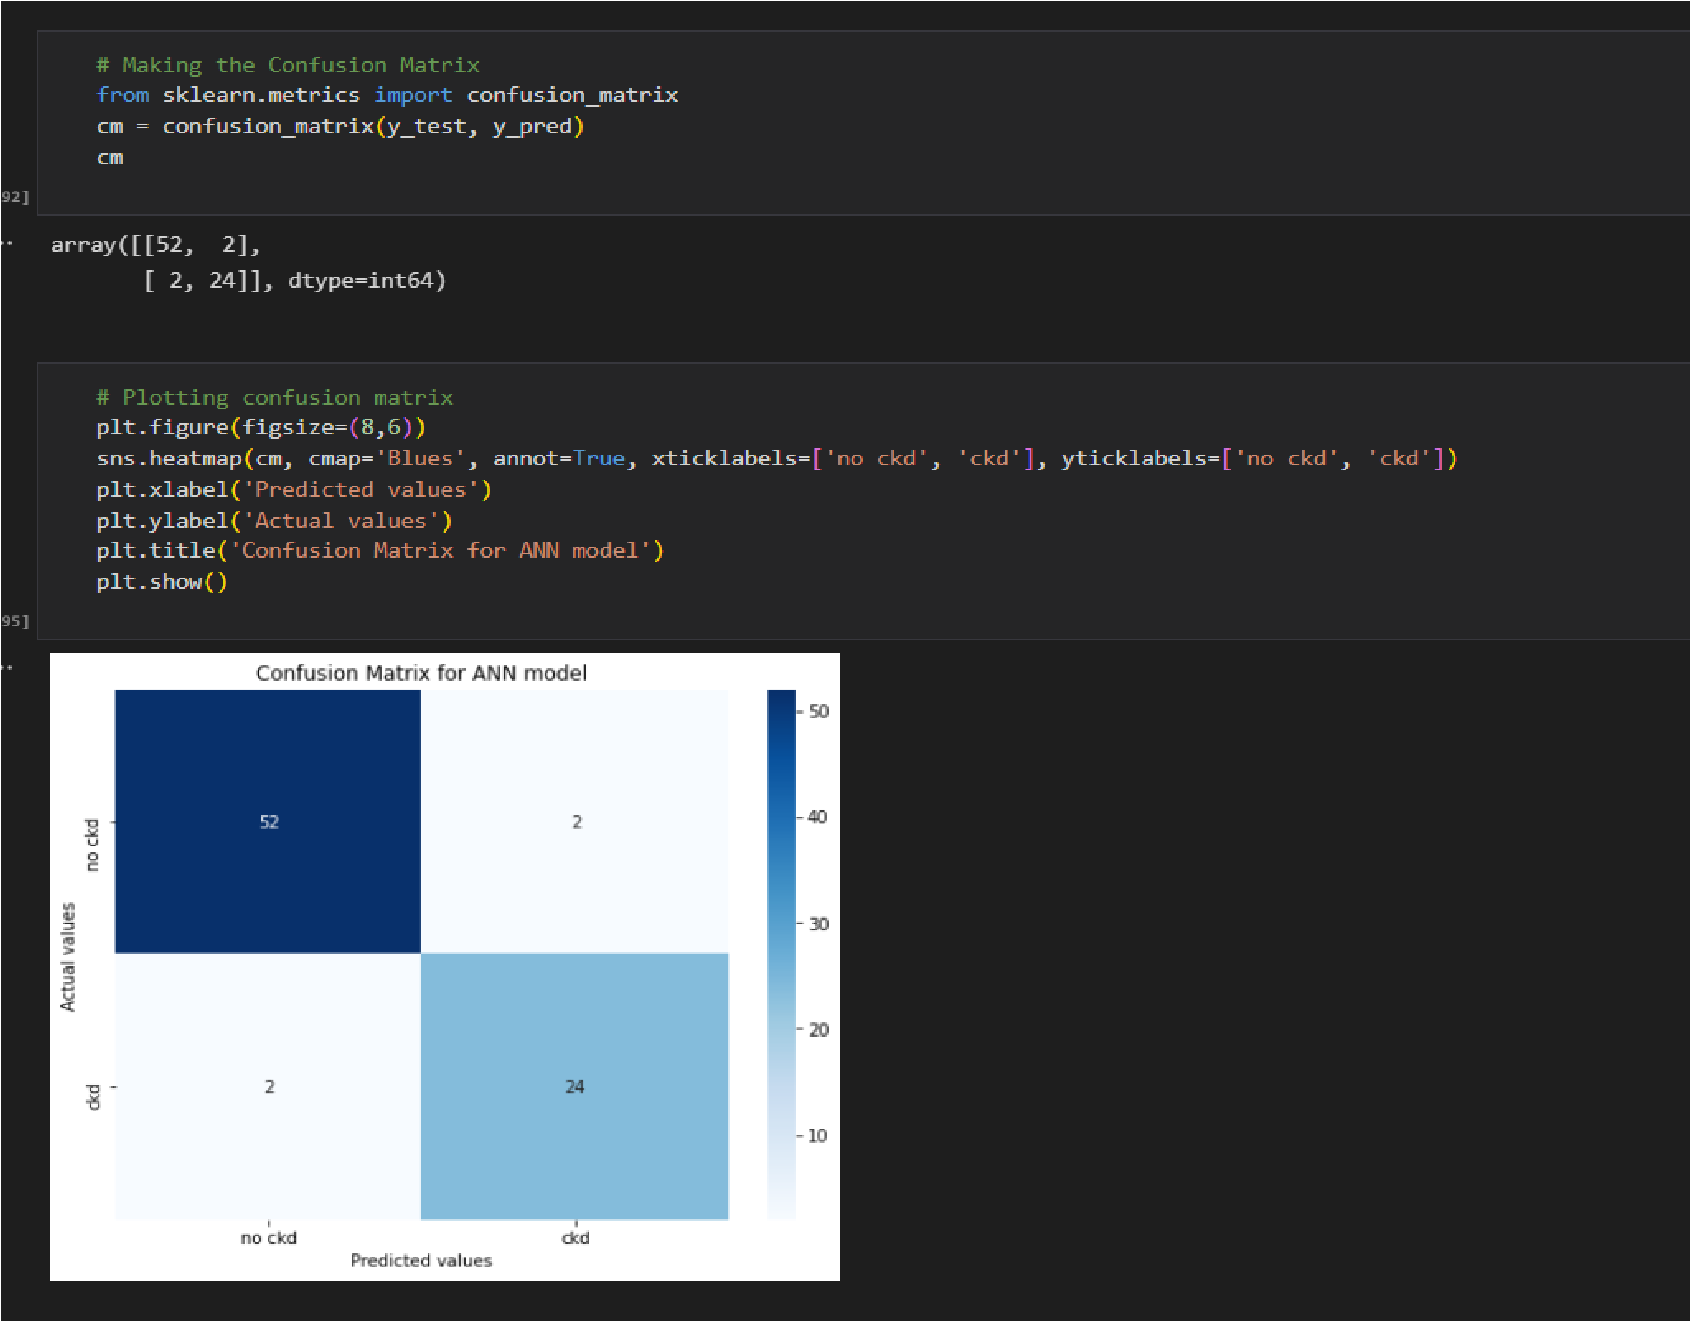 # Making the Confusion Matrix
from sklearn.metrics import confusion_matrix
cm = confusion_matrix(y_test, y_pred)
cm
92]
array([[52,  2],
       [ 2, 24]], dtype=int64)
# Plotting confusion matrix
plt.figure(figsize=(8,6))
sns.heatmap(cm, cmap='Blues', annot=True, xticklabels=['no ckd', 'ckd'], yticklabels=['no ckd', 'ckd'])
plt.xlabel('Predicted values')
plt.ylabel('Actual values')
plt.title('Confusion Matrix for ANN model')
plt.show()
95]
Confusion Matrix for ANN model
Actual values
no ckd
ckd
52
2
2
24
50
40
30
20
10
no ckd
ckd
Predicted values